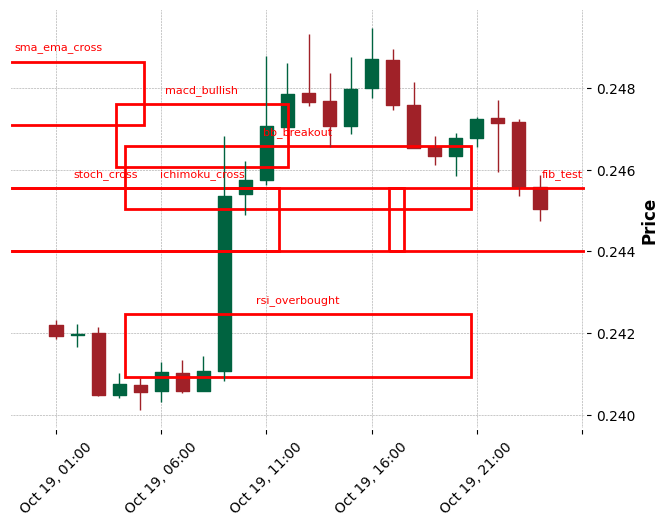 sma_ema_cross
macd_bullish
stoch_cross
ichimoku_cross
fib_test
rsi_overbought
0.248
0.246
0.244
0.242
0.240
Price
Oct 19, 01:00
Oct 19, 06:00
Oct 19, 11:00
Oct 19, 16:00
Oct 19, 21:00